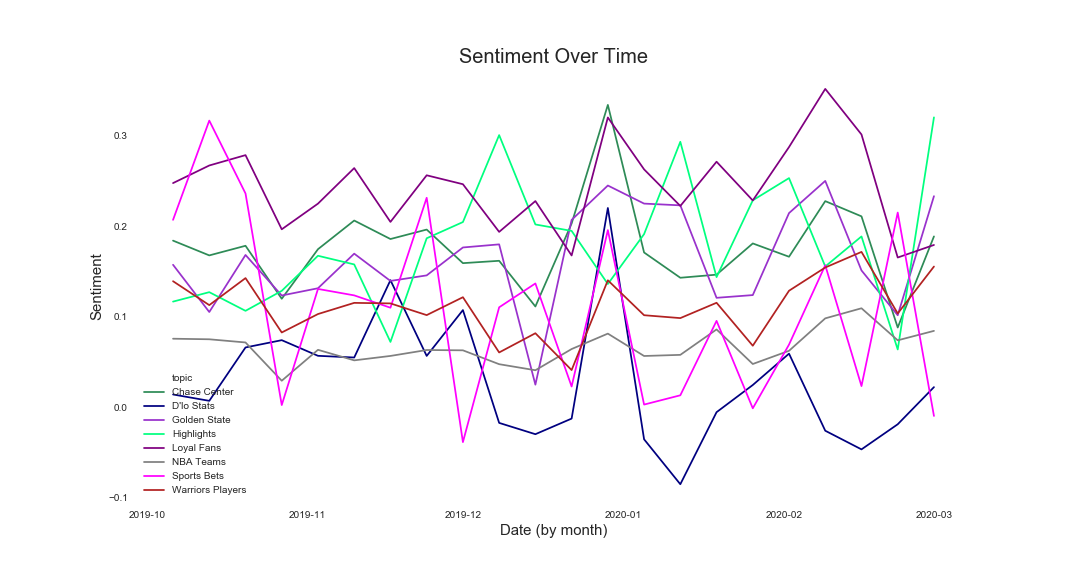 Sentiment Over Time
Sentiment
0.3
0.2
0.1
0.0
−0.1
topic
Chase Center
D'lo Stats
Golden State
Highlights
Loyal Fans
NBA Teams
Sports Bets
Warriors Players
2019-10 2019-11 2019-12 2020-01 2020-02 2020-03
Date (by month)